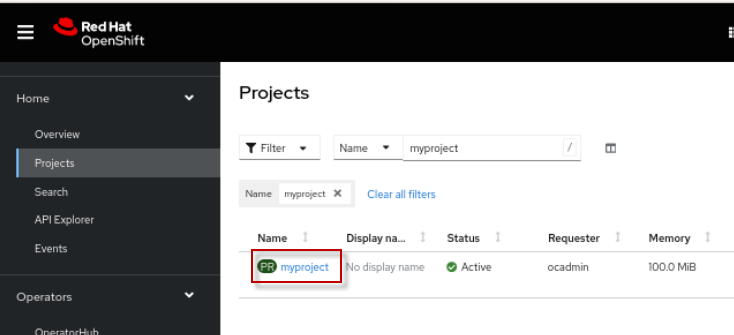 Red Hat
OpenShift
Home
Overview
Projects
Search
API Explorer
Events
Operators
OperatorHub
Projects
Filter Name myproject /
Name myproject Clear all filters
Name Display na... Status Requester Memory
PR myproject No display name Active ocadmin 100.0 MiB